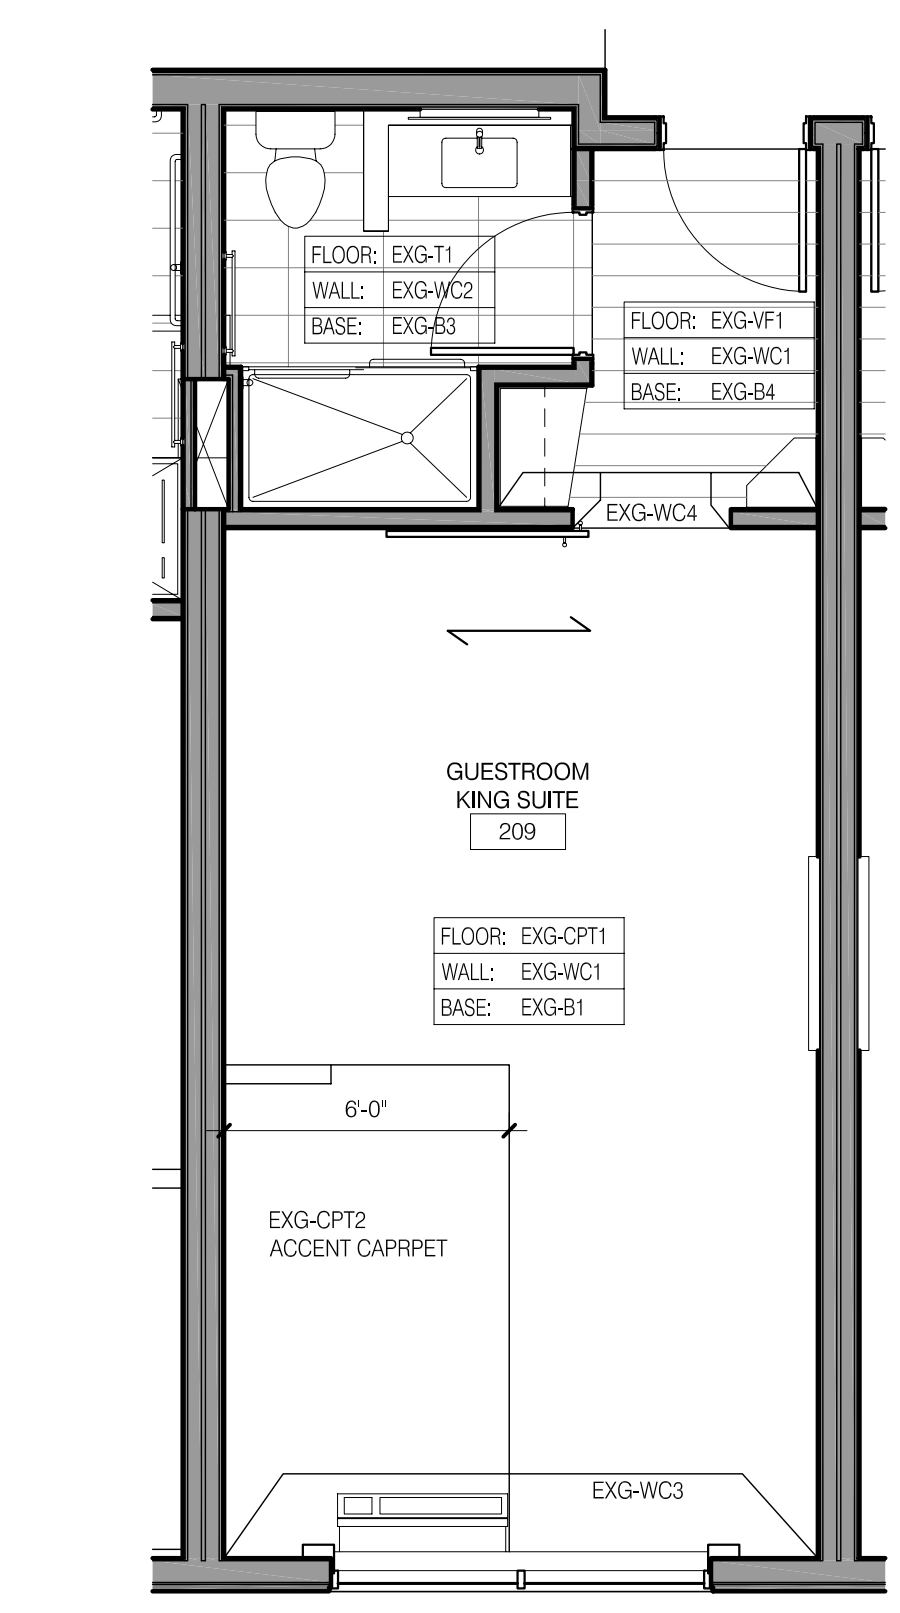 FLOOR: EXG-T1
WALL: EXG-WC2
BASE: EXG-B3
FLOOR: EXG-VF1
WALL: EXG-WC1
BASE: EXG-B4
EXG-WC4
GUESTROOM
KING SUITE
209
FLOOR: EXG-CPT1
WALL: EXG-WC1
BASE: EXG-B1
6'-0"
EXG-CPT2
ACCENT CAPRPET
EXG-WC3